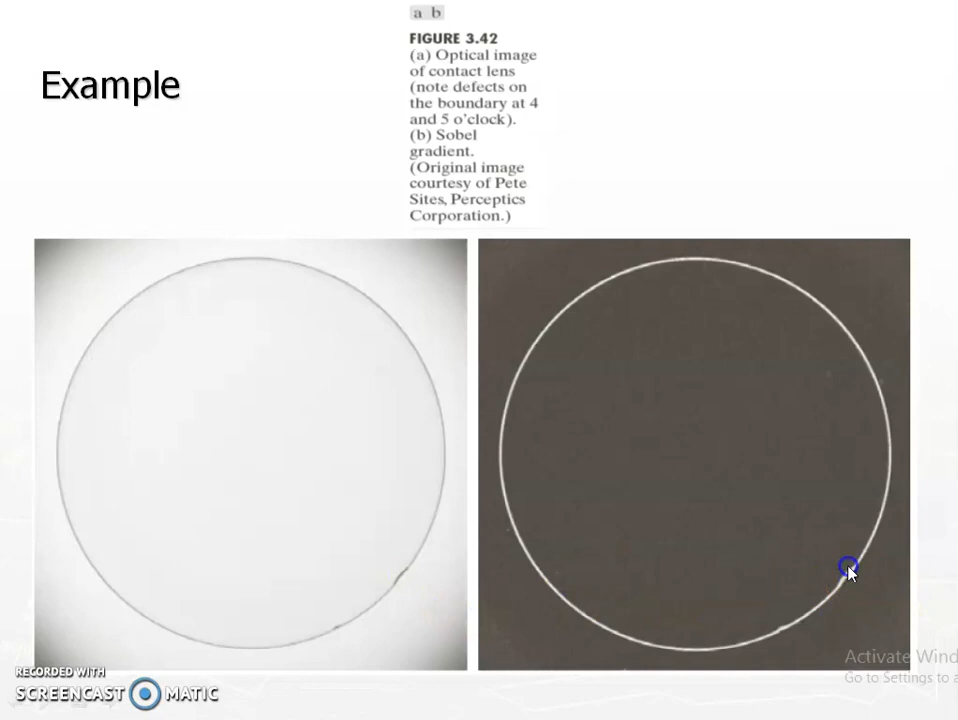 a b
FIGURE 3.42
(a) Optical image
of contact lens
(note defects on
the boundary at 4
and 5 o'clock).
(b) Sobel
gradient.
(Original image
courtesy of Pete
Sites, Perceptics
Corporation.)
Example
Activate Wind
Go to Settings to a
RECORDED WITH
SCREENCAST MATIC